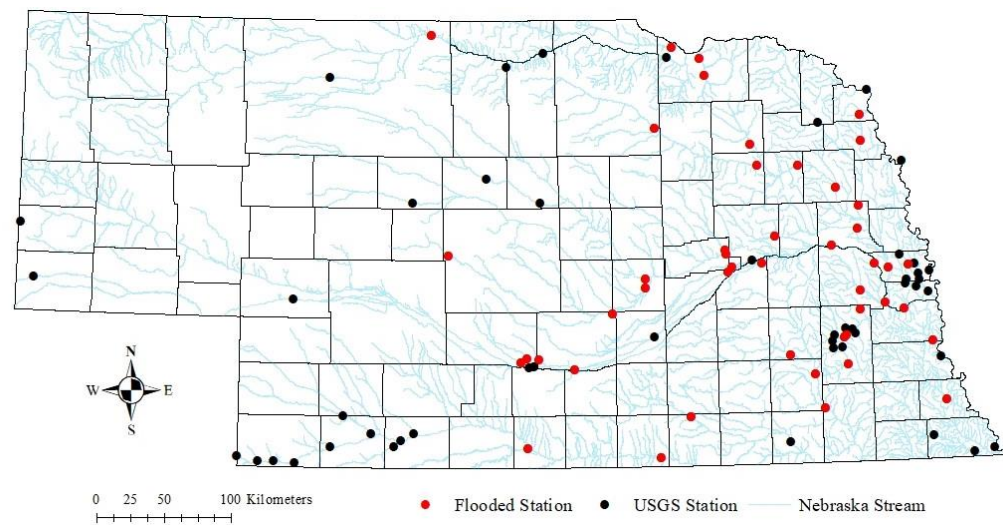 N
W E
S
0 25 50 100 Kilometers
Flooded Station USGS Station Nebraska Stream